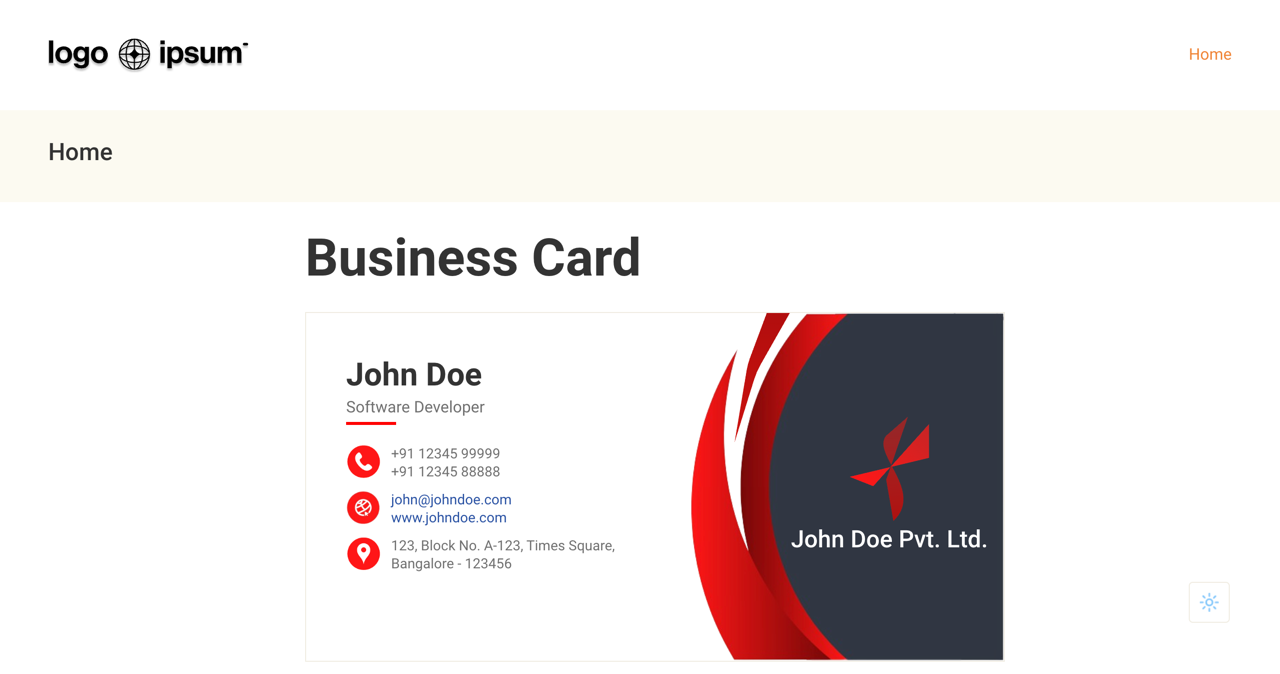 logo ipsum
Home
Home
Business Card
John Doe
Software Developer
+91 12345 99999
+91 12345 88888
john@johndoe.com
www.johndoe.com
123, Block No. A-123, Times Square,
Bangalore - 123456
John Doe Pvt. Ltd.